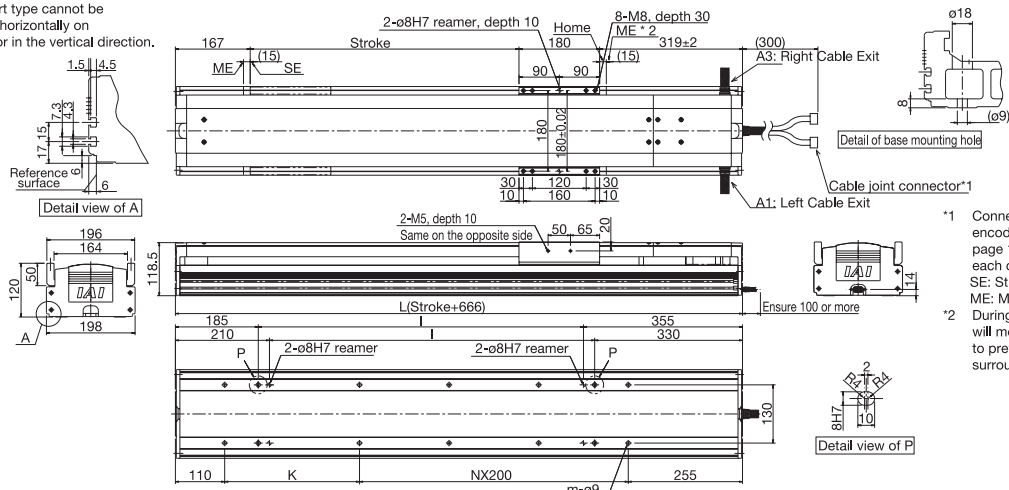 rt type cannot be
horizontally on
or in the vertical direction.
2-ø8H7 reamer, depth 10
Home
8-M8, depth 30
ME * 2
167
Stroke
180
319±2
(300)
(15)
ME
SE
90
90
(15)
A3: Right Cable Exit
ø18
8
(ø9)
Detail of base mounting hole
1.5
4.5
7.3
4.3
15
17
6
6
Reference
surface
Detail view of A
180
180±0.02
30
120
30
10
160
10
Cable joint connector*1
A1: Left Cable Exit
196
164
50
120
IAI
A
198
118.5
2-M5, depth 10
Same on the opposite side
50
65
20
L(Stroke+666)
Ensure 100 or more
IAI
14
*1 Conne
encod
page
each c
SE: St
ME: M
*2 During
will mo
to pre
surrou
185
I
355
210
I
330
P
2-ø8H7 reamer
2-ø8H7 reamer
P
130
110
K
NX200
255
m-ø9
2
R4
R4
8H7
10
Detail view of P